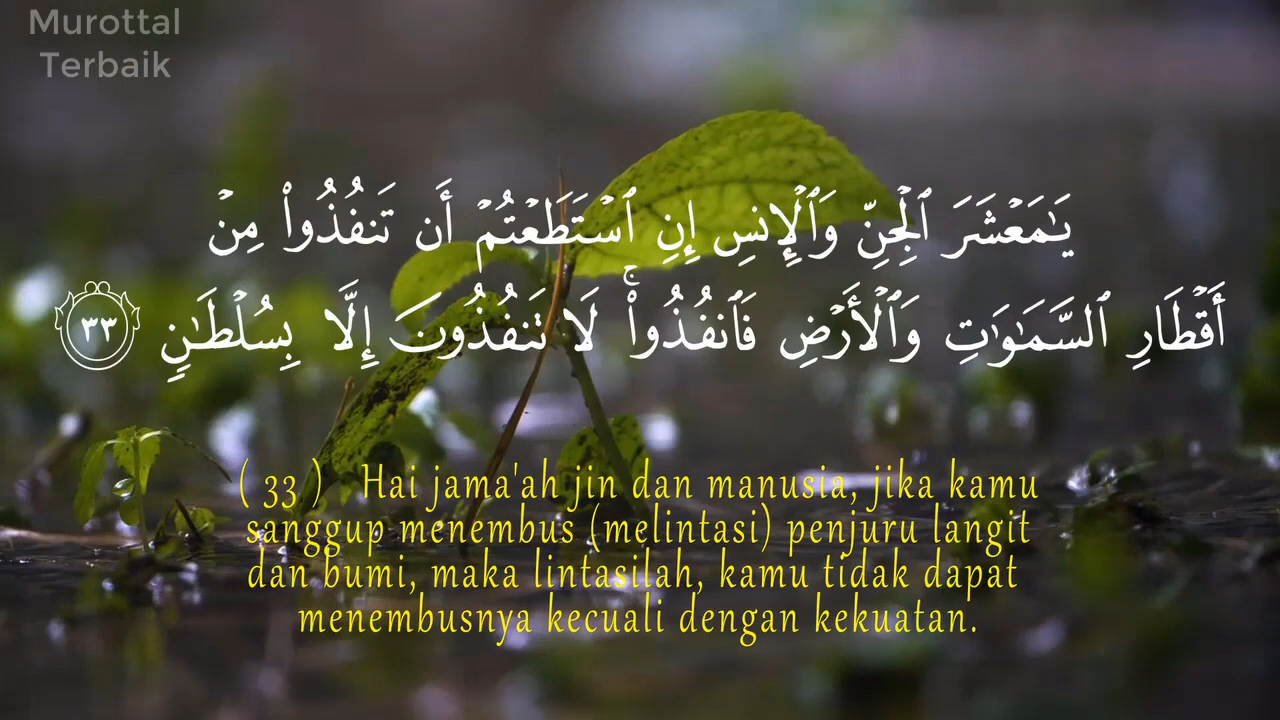 Murottal
Terbaik
يَـٰمَعۡشَرَ ٱلۡجِنِّ وَٱلۡإِنسِ إِنِ ٱسۡتَطَعۡتُمۡ أَن تَنفُذُواْ مِنۡ
أَقۡطَارِ ٱلسَّمَـٰوَٰتِ وَٱلۡأَرۡضِ فَٱنفُذُواْۚ لَا تَنفُذُونَ إِلَّا بِسُلۡطَـٰنٖ ٣٣
( 33 ) Hai jama'ah jin dan manusia, jika kamu
sanggup menembus (melintasi) penjuru langit
dan bumi, maka lintasilah, kamu tidak dapat
menembusnya kecuali dengan kekuatan.